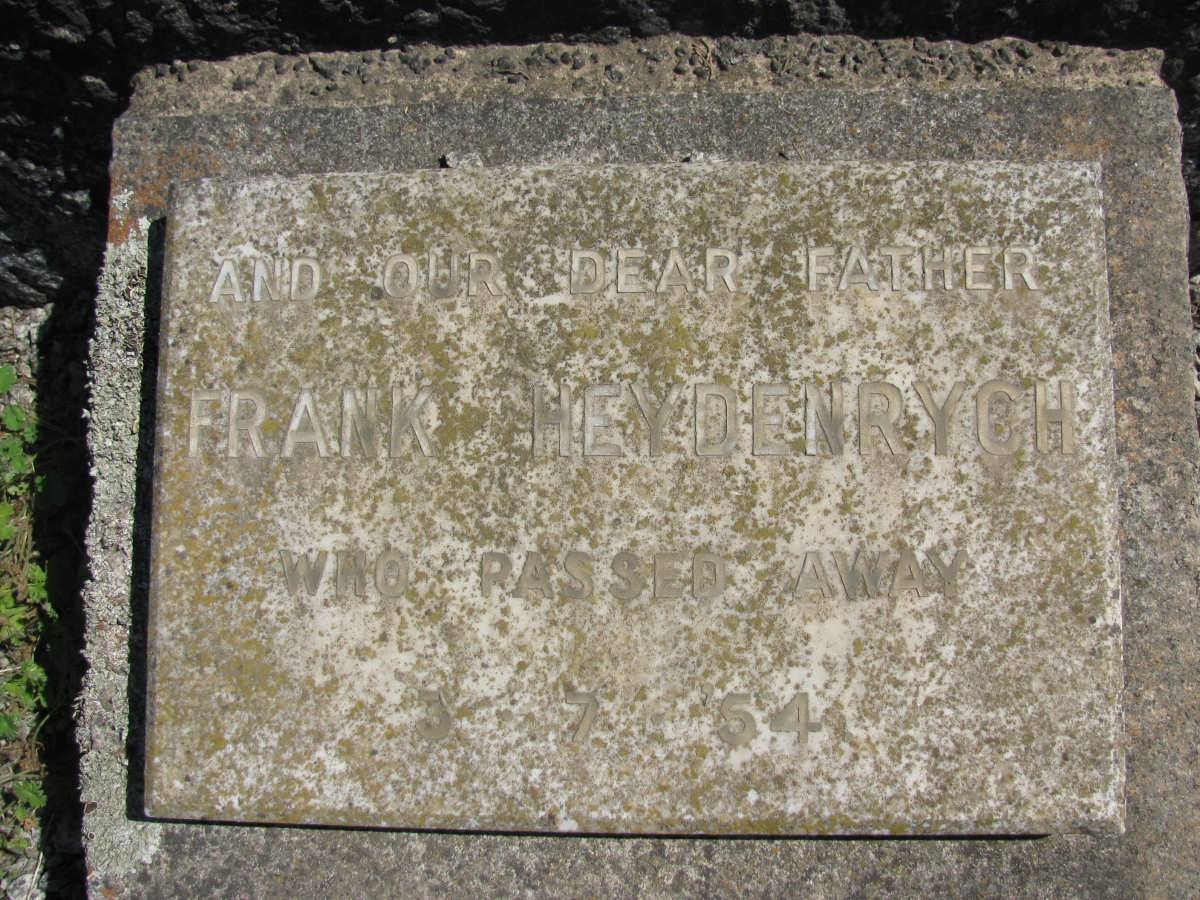 AND OUR DEAR FATHER
FRANK HEYDENRYCH
WHO PASSED AWAY
3 - 7 - '54